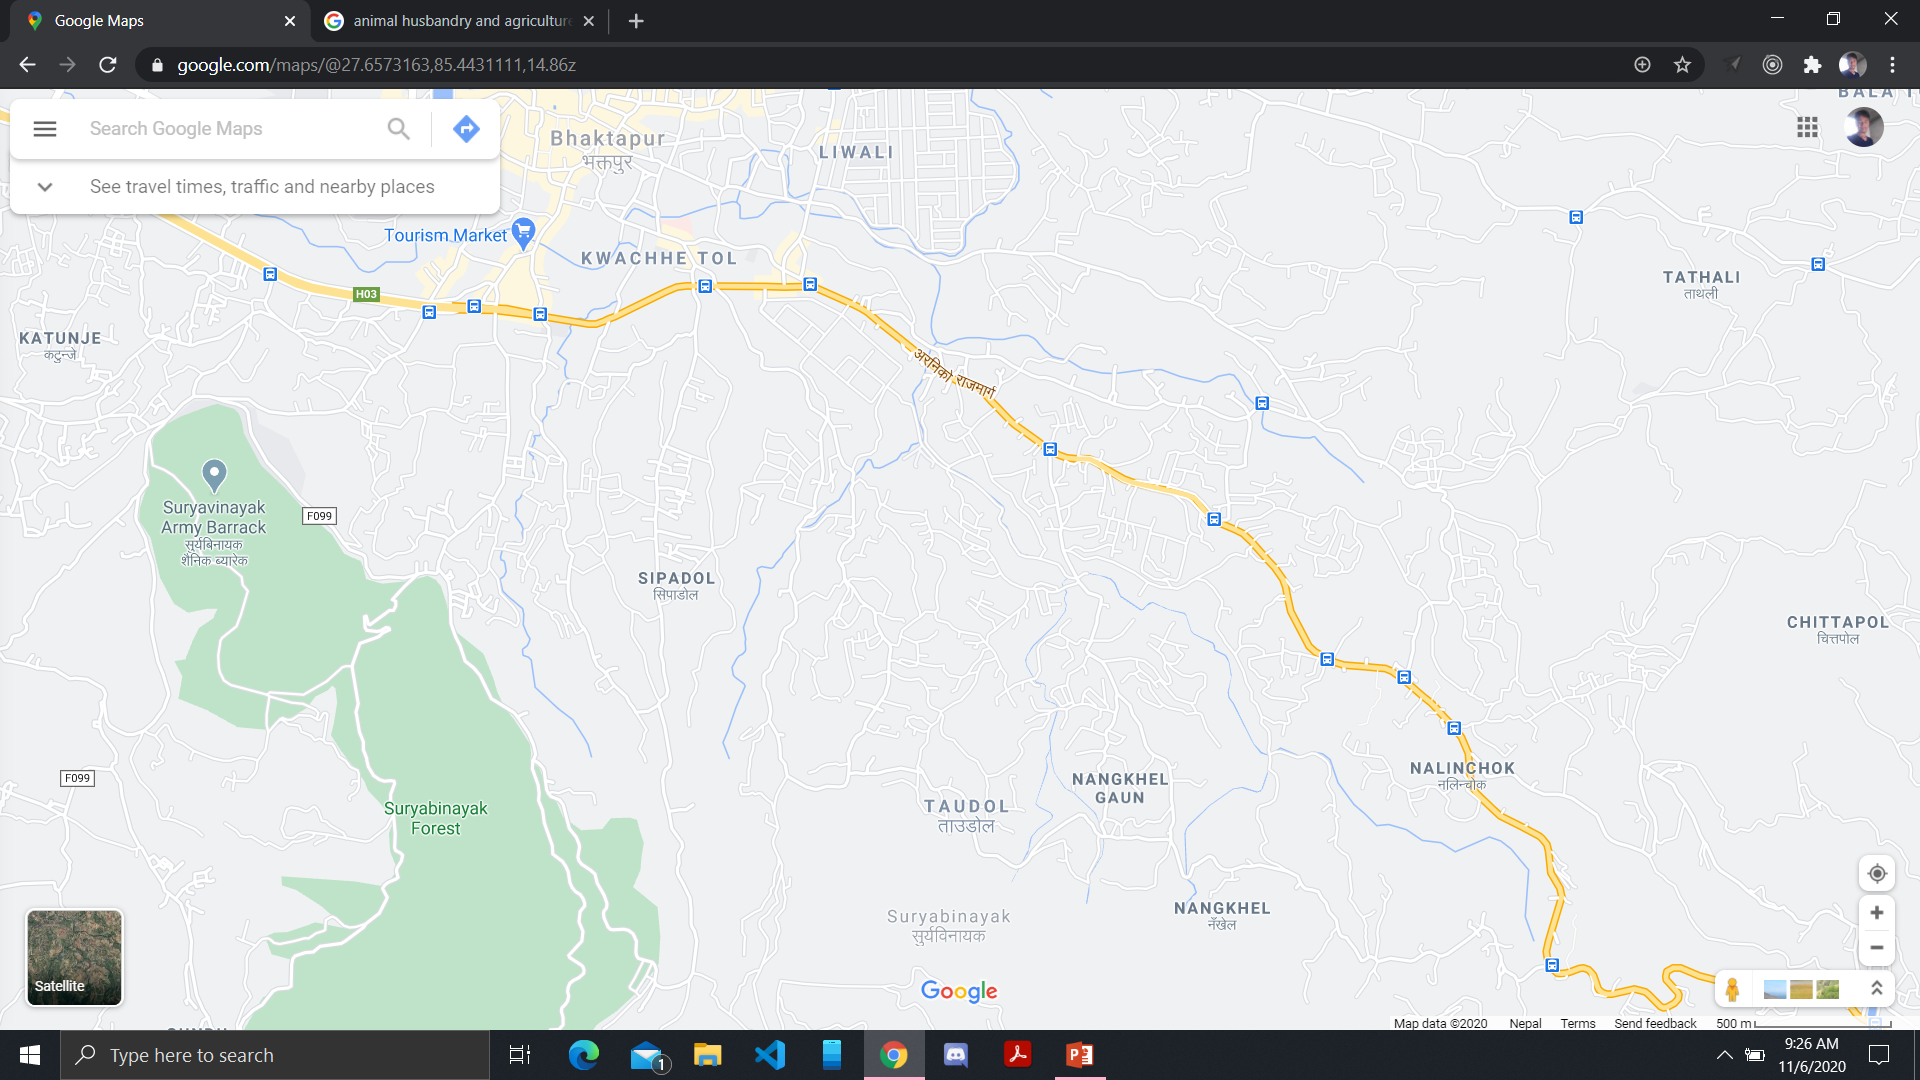 Google Maps
animal husbandry and agriculture
google.com/maps/@27.6573163,85.4431111,14.86z
Search Google Maps
See travel times, traffic and nearby places
BALA
Bhaktapur
भक्तपुर
LIWALI
Tourism Market
KWACHHE TOL
TATHALI
ताथली
H03
KATUNJE
कटुन्जे
अरनिको राजमार्ग
Suryavinayak
Army Barrack
सुर्यबिनायक
शैनिक ब्यारेक
F099
SIPADOL
सिपाडोल
CHITTAPOL
चित्तपोल
F099
NALINCHOK
नलिन्चोक
NANGKHEL
GAUN
TAUDOL
ताउडोल
Suryabinayak
Forest
NANGKHEL
नँखेल
Suryabinayak
सुर्यविनायक
Satellite
Google
Map data ©2020 Nepal Terms Send feedback 500 m
Type here to search
1
9:26 AM
11/6/2020